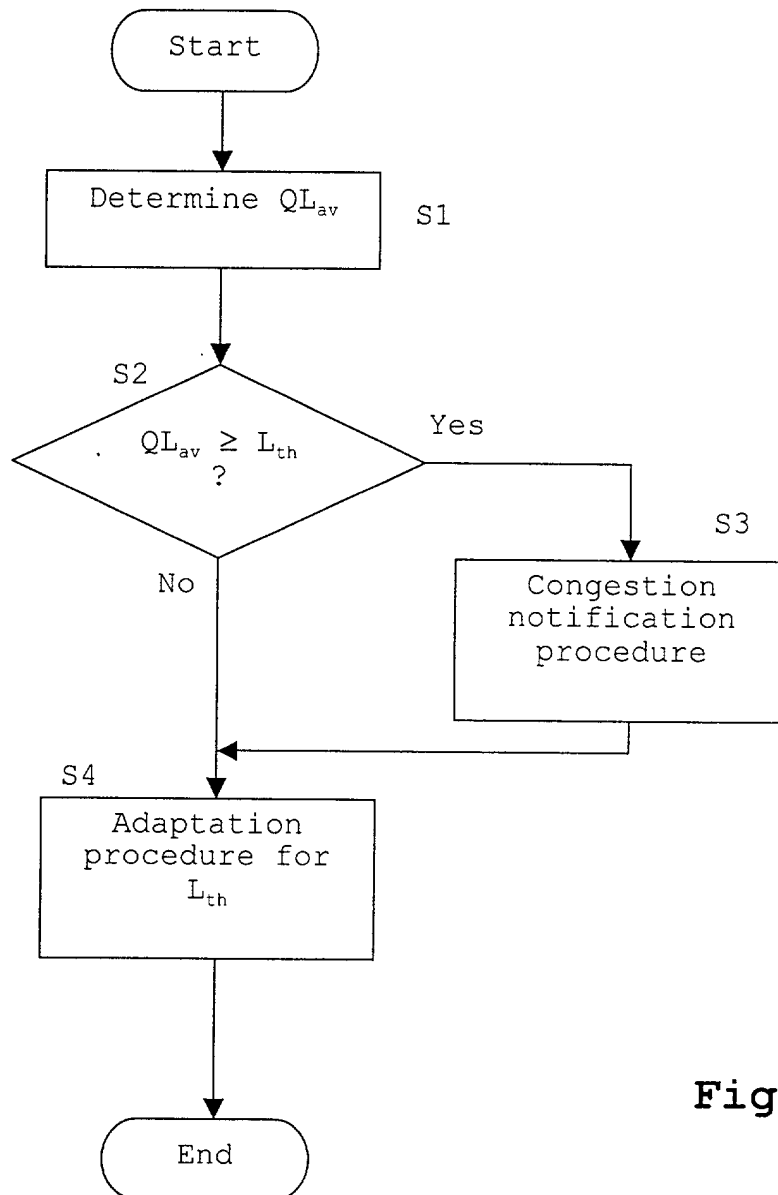 Start
Determine QLav
S1
S2
QLav ≥ Lth
?
Yes
No
S3
Congestion
notification
procedure
S4
Adaptation
procedure for
Lth
Fig
End